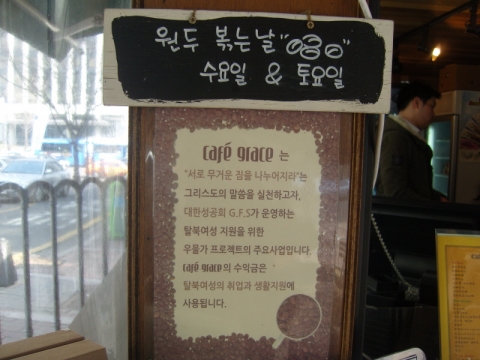 원두 볶는날 " "
수요일 & 토요일
café grace 는
"서로 무거운 짐을 나누어지라"는
그리스도의 말씀을 실천하고자,
대한성공회 G.F.S가 운영하는
탈북여성 지원을 위한
우물가 프로젝트의 주요사업입니다.
café grace의 수익금은
탈북여성의 취업과 생활지원에
사용됩니다.